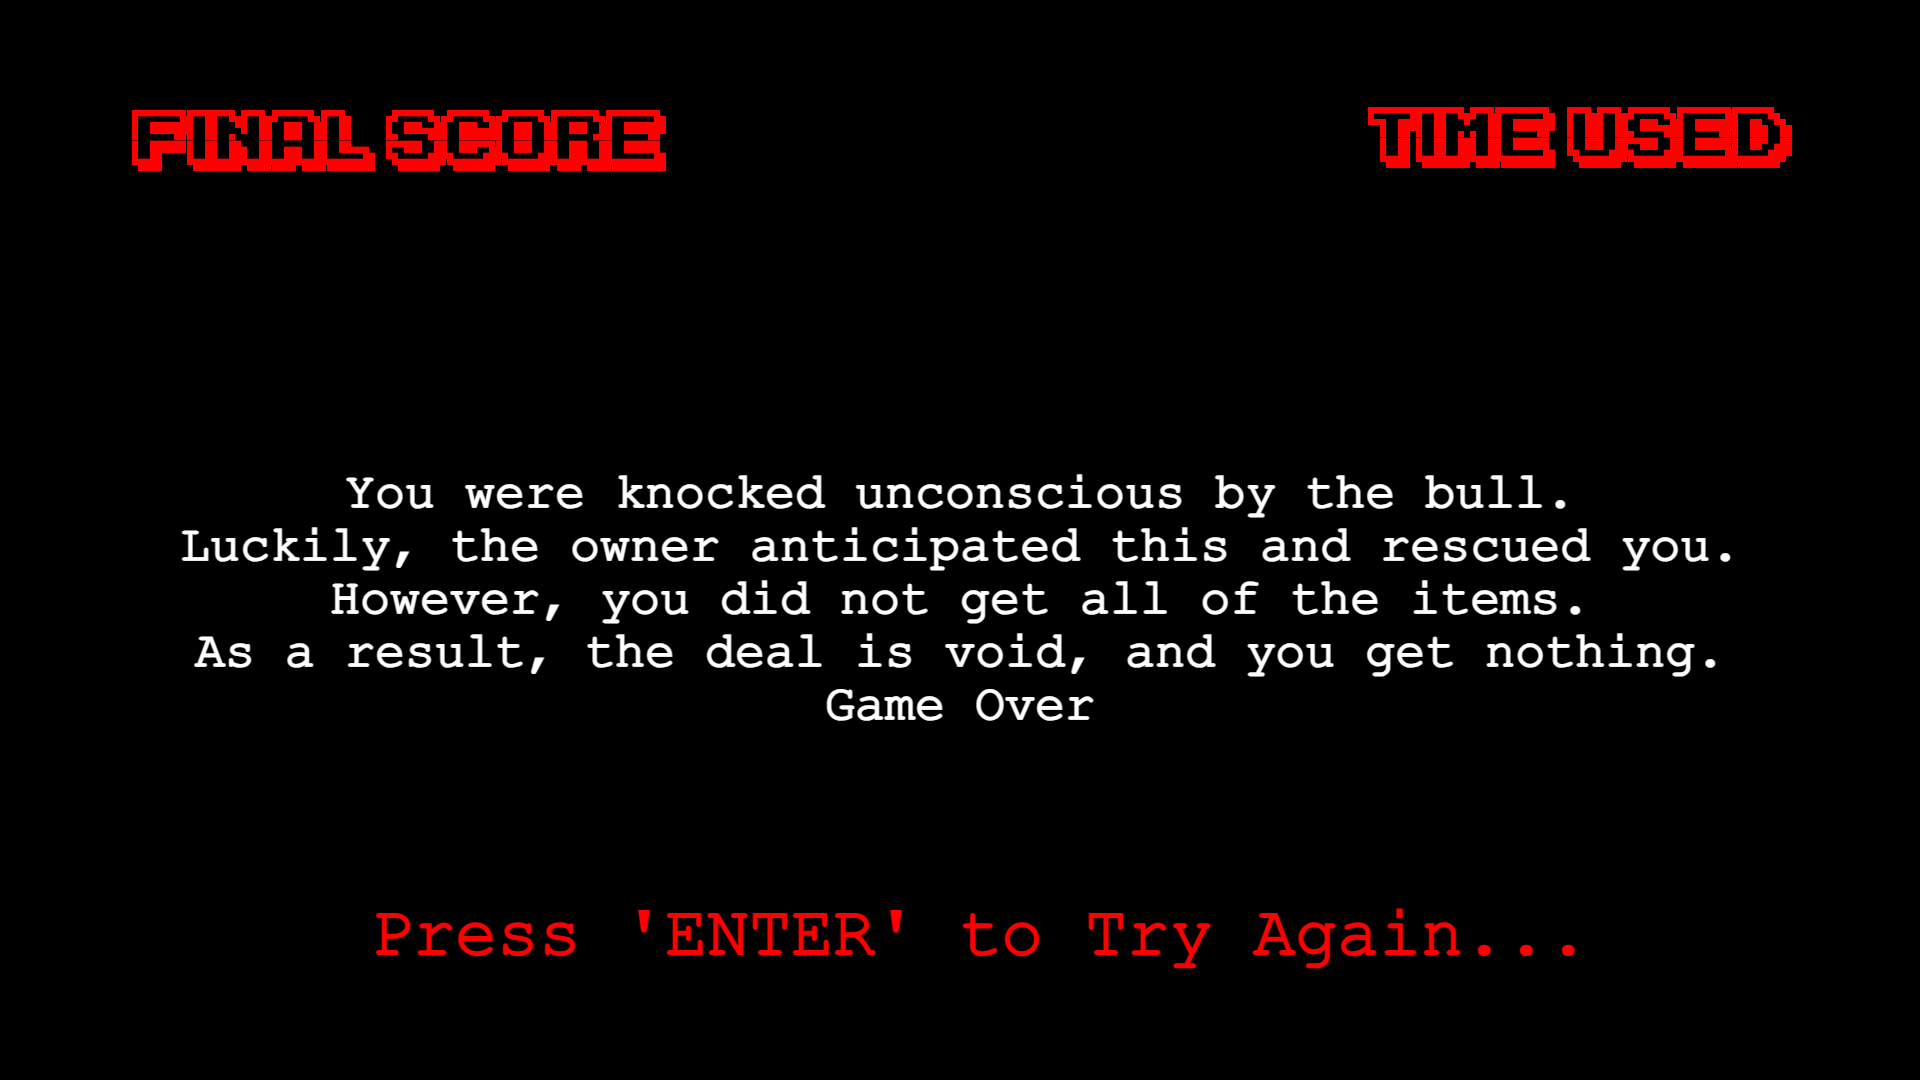 FINAL SCORE
TIME USED
You were knocked unconscious by the bull.
Luckily, the owner anticipated this and rescued you.
However, you did not get all of the items.
As a result, the deal is void, and you get nothing.
Game Over
Press 'ENTER' to Try Again...